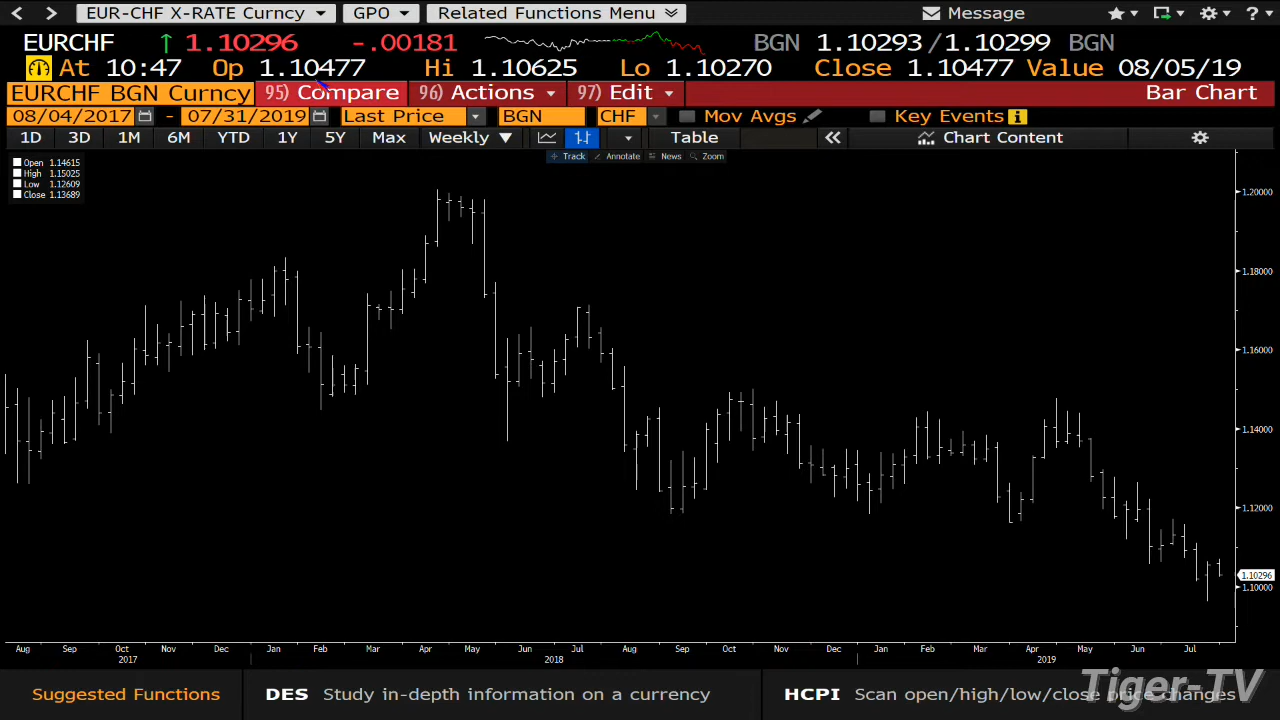 EUR-CHF X-RATE Curncy GPO Related Functions Menu Message ?
EURCHF ↑ 1.10296 -.00181 BGN 1.10293/1.10299 BGN
At 10:47 Op 1.10477 Hi 1.10625 Lo 1.10270 Close 1.10477 Value 08/05/19
EURCHF BGN Curncy 95) Compare 96) Actions 97) Edit Bar Chart
08/04/2017 - 07/31/2019 Last Price BGN CHF Mov Avgs Key Events i
1D 3D 1M 6M YTD 1Y 5Y Max Weekly ▼ Table « Chart Content
Track Annotate News Zoom
Open 1.14615
High 1.15025
Low 1.12609
Close 1.13689
1.20000
1.18000
1.16000
1.14000
1.12000
1.10296
1.10000
Aug Sep Oct Nov Dec Jan Feb Mar Apr May Jun Jul Aug Sep Oct Nov Dec Jan Feb Mar Apr May Jun Jul
2017 2018 2019
Suggested Functions DES Study in-depth information on a currency HCPI Scan open/high/low/close price changes
Tiger-TV